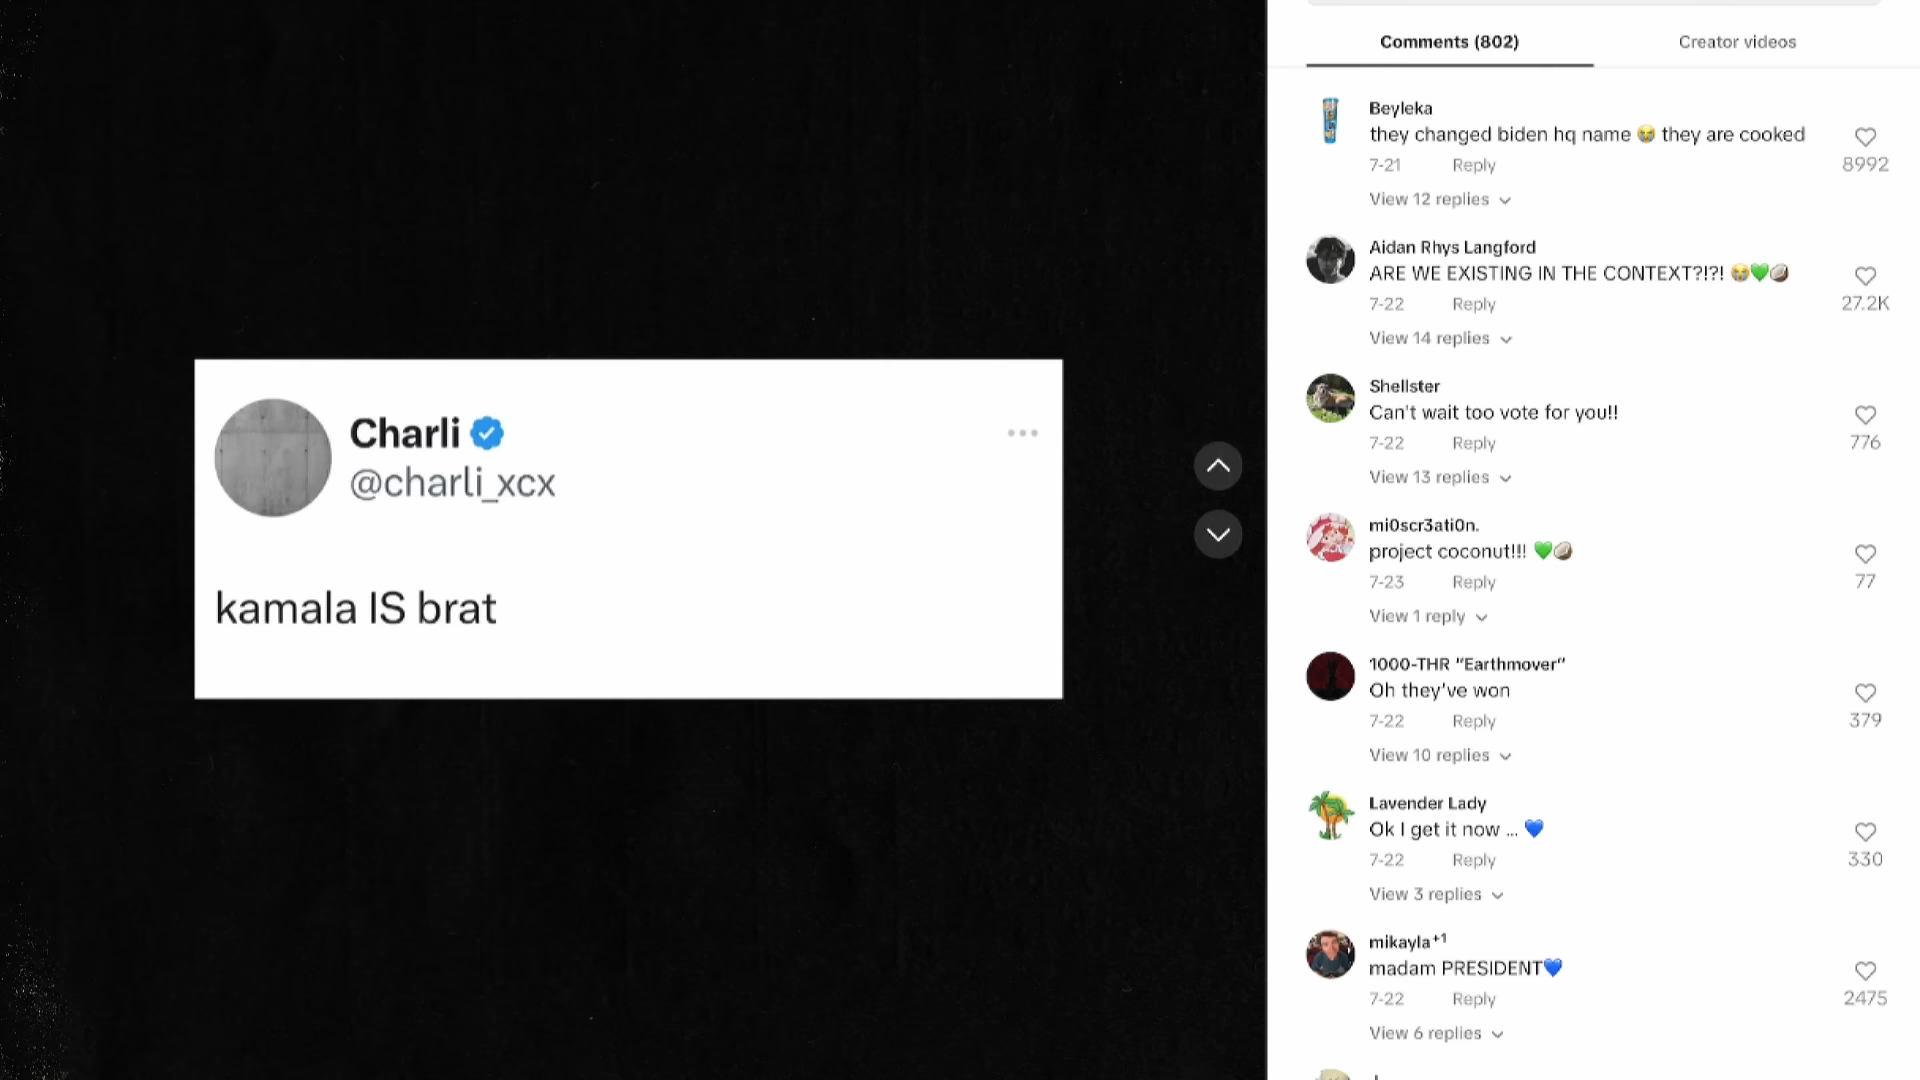 Charli
@charli_xcx
kamala IS brat
Comments (802)
Creator videos
Beyleka
they changed biden hq name 😭 they are cooked
7-21 Reply
8992
View 12 replies
Aidan Rhys Langford
ARE WE EXISTING IN THE CONTEXT?!?! 😭💚🥥
7-22 Reply
27.2K
View 14 replies
Shellster
Can't wait too vote for you!!
7-22 Reply
776
View 13 replies
mi0scr3ati0n.
project coconut!!! 💚🥥
7-23 Reply
77
View 1 reply
1000-THR "Earthmover"
Oh they've won
7-22 Reply
379
View 10 replies
Lavender Lady
Ok I get it now ... 💙
7-22 Reply
330
View 3 replies
mikayla⁺¹
madam PRESIDENT💙
7-22 Reply
2475
View 6 replies